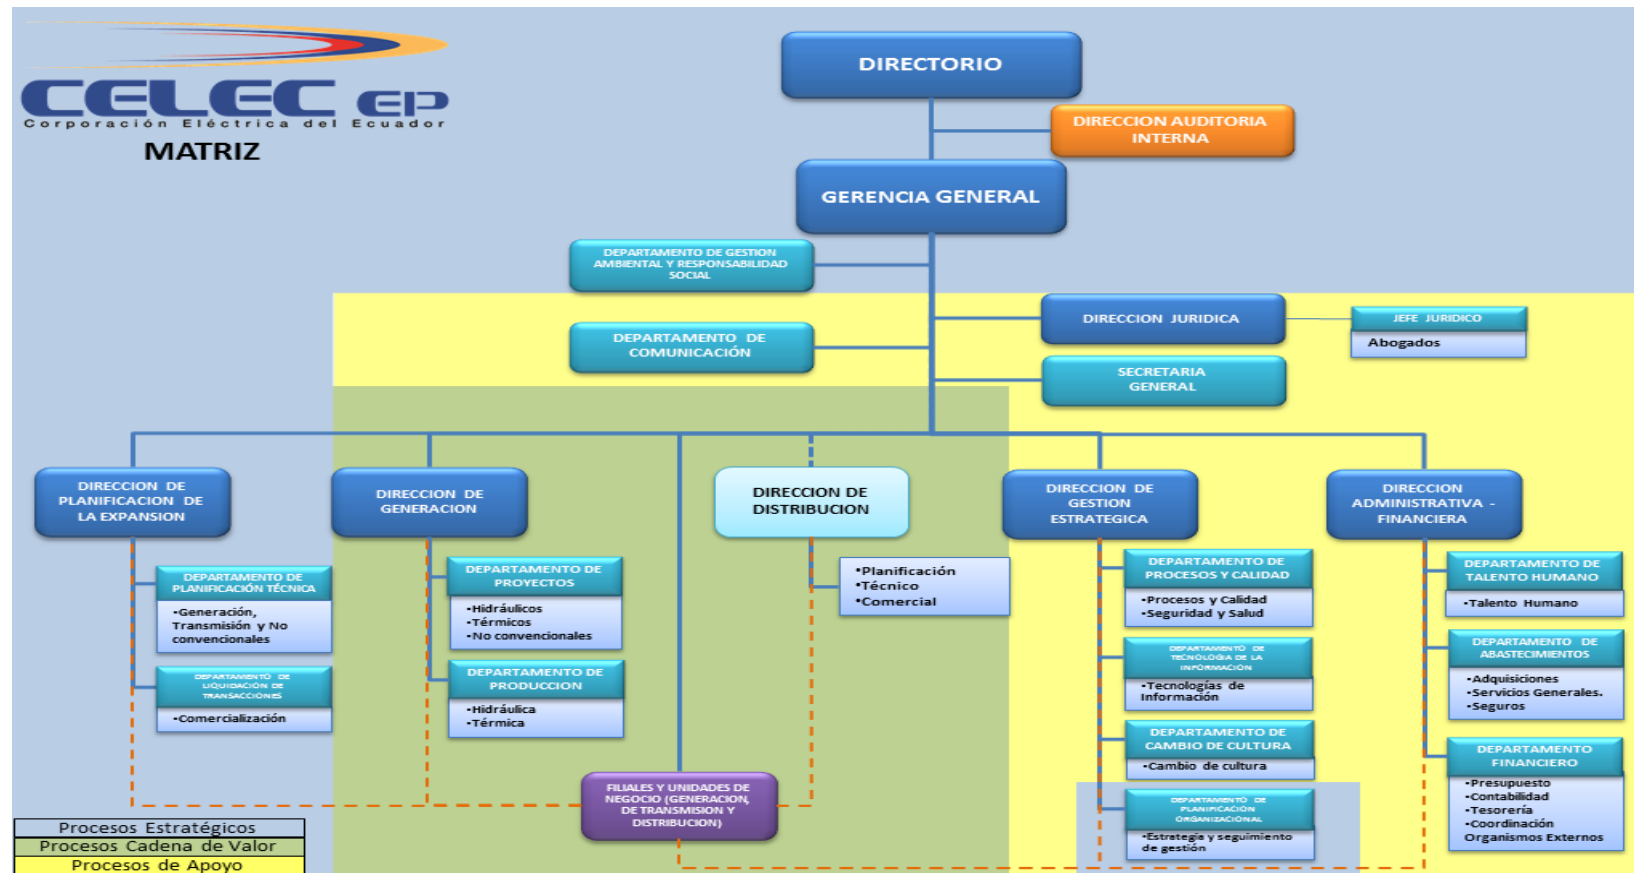 CELEC EP
Corporación Eléctrica del Ecuador
MATRIZ
DIRECTORIO
DIRECCION AUDITORIA
INTERNA
GERENCIA GENERAL
DEPARTAMENTO DE GESTION
AMBIENTAL Y RESPONSABILIDAD
SOCIAL
DIRECCION JURIDICA
JEFE JURIDICO
Abogados
DEPARTAMENTO DE
COMUNICACIÓN
SECRETARIA
GENERAL
DIRECCION DE
PLANIFICACION DE
LA EXPANSION
DIRECCION DE
GENERACION
DIRECCION DE
DISTRIBUCION
DIRECCION DE
GESTION
ESTRATEGICA
DIRECCION
ADMINISTRATIVA -
FINANCIERA
DEPARTAMENTO DE
PLANIFICACIÓN TÉCNICA
•Generación,
Transmisión y No
convencionales
DEPARTAMENTO DE
LIQUIDACIÓN DE
TRANSACCIONES
•Comercialización
DEPARTAMENTO DE
PROYECTOS
•Hidráulicos
•Térmicos
•No convencionales
DEPARTAMENTO DE
PRODUCCION
•Hidráulica
•Térmica
•Planificación
•Técnico
•Comercial
DEPARTAMENTO DE
PROCESOS Y CALIDAD
•Procesos y Calidad
•Seguridad y Salud
DEPARTAMENTO DE
TECNOLOGIA DE LA
INFORMACIÓN
•Tecnologías de
Información
DEPARTAMENTO DE
CAMBIO DE CULTURA
•Cambio de cultura
DEPARTAMENTO DE
PLANIFICACIÓN
ORGANIZACIONAL
•Estrategia y seguimiento
de gestión
DEPARTAMENTO DE
TALENTO HUMANO
•Talento Humano
DEPARTAMENTO DE
ABASTECIMIENTOS
•Adquisiciones
•Servicios Generales.
•Seguros
DEPARTAMENTO
FINANCIERO
•Presupuesto
•Contabilidad
•Tesorería
•Coordinación
Organismos Externos
FILIALES Y UNIDADES DE
NEGOCIO (GENERACION,
DE TRANSMISION Y
DISTRIBUCION)
Procesos Estratégicos
Procesos Cadena de Valor
Procesos de Apoyo